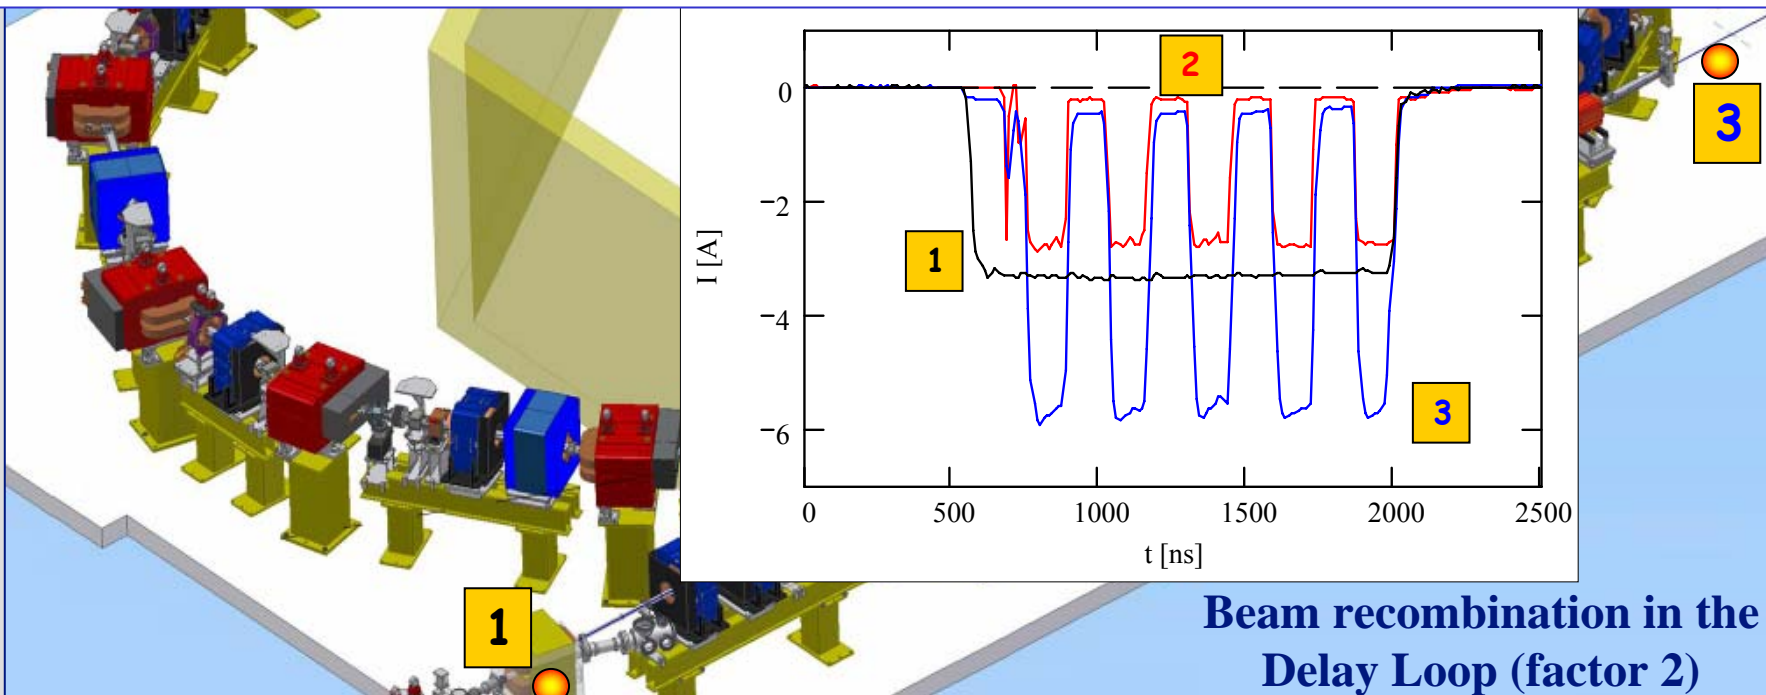 2
3
0
−2
−4
−6
I [A]
1
3
0 500 1000 1500 2000 2500
t [ns]
1
Beam recombination in the
Delay Loop (factor 2)